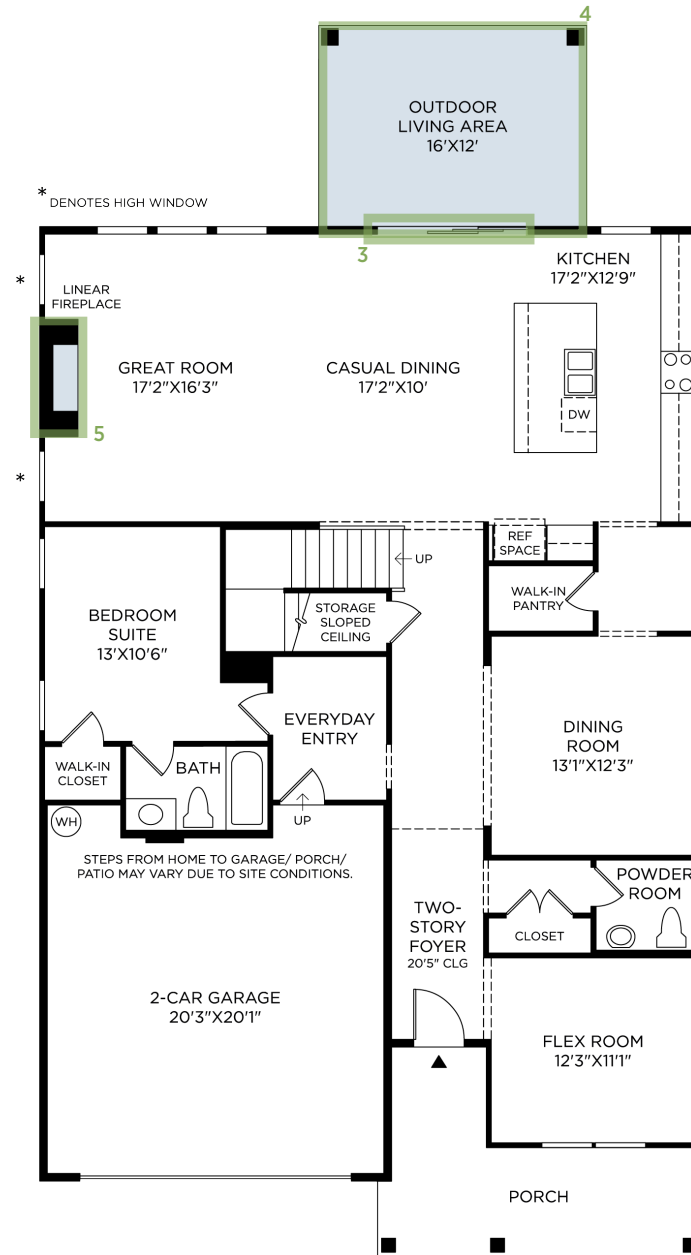 4
OUTDOOR
LIVING AREA
16'X12'
* DENOTES HIGH WINDOW
3
KITCHEN
17'2"X12'9"
*
LINEAR
FIREPLACE
GREAT ROOM
17'2"X16'3"
CASUAL DINING
17'2"X10'
DW
5
*
REF
SPACE
UP
WALK-IN
PANTRY
STORAGE
SLOPED
CEILING
BEDROOM
SUITE
13'X10'6"
EVERYDAY
ENTRY
DINING
ROOM
13'1"X12'3"
WALK-IN
CLOSET
BATH
WH
UP
STEPS FROM HOME TO GARAGE/ PORCH/
PATIO MAY VARY DUE TO SITE CONDITIONS.
POWDER
ROOM
TWO-
STORY
FOYER
20'5" CLG
CLOSET
2-CAR GARAGE
20'3"X20'1"
FLEX ROOM
12'3"X11'1"
PORCH